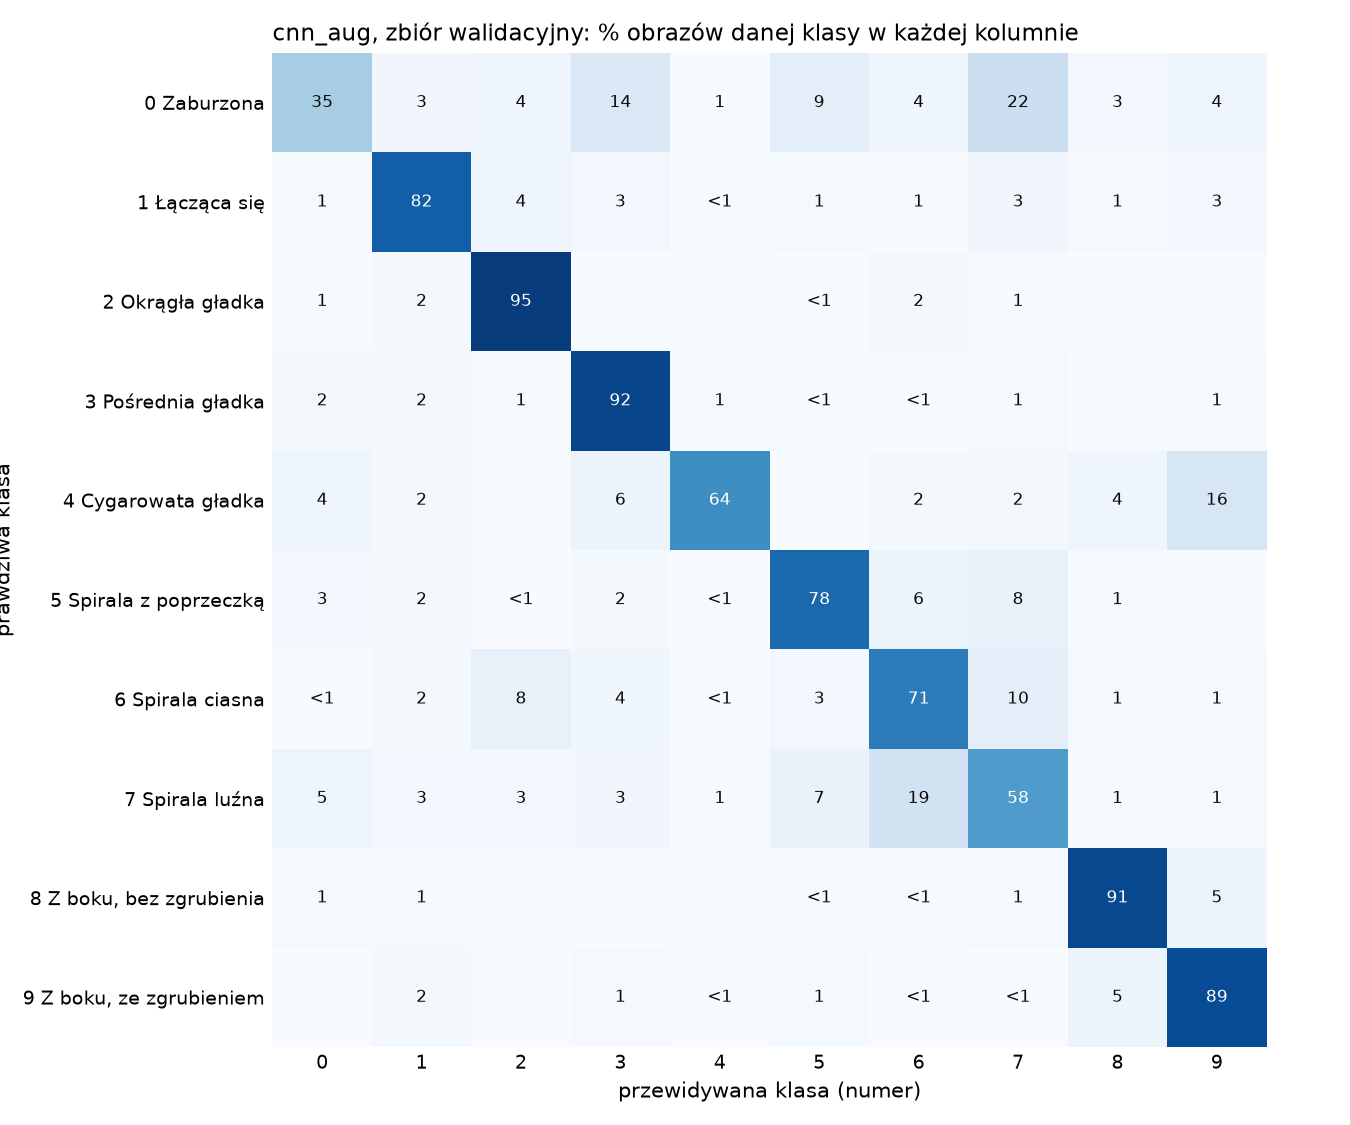 cnn_aug, zbiór walidacyjny: % obrazów danej klasy w każdej kolumnie
prawdziwa klasa
0 Zaburzona 35 3 4 14 1 9 4 22 3 4
1 Łącząca się 1 82 4 3 <1 1 1 3 1 3
2 Okrągła gładka 1 2 95 <1 2 1
3 Pośrednia gładka 2 2 1 92 1 <1 <1 1 1
4 Cygarowata gładka 4 2 6 64 2 2 4 16
5 Spirala z poprzeczką 3 2 <1 2 <1 78 6 8 1
6 Spirala ciasna <1 2 8 4 <1 3 71 10 1 1
7 Spirala luźna 5 3 3 3 1 7 19 58 1 1
8 Z boku, bez zgrubienia 1 1 <1 <1 1 91 5
9 Z boku, ze zgrubieniem 2 1 <1 1 <1 <1 5 89
0 1 2 3 4 5 6 7 8 9
przewidywana klasa (numer)